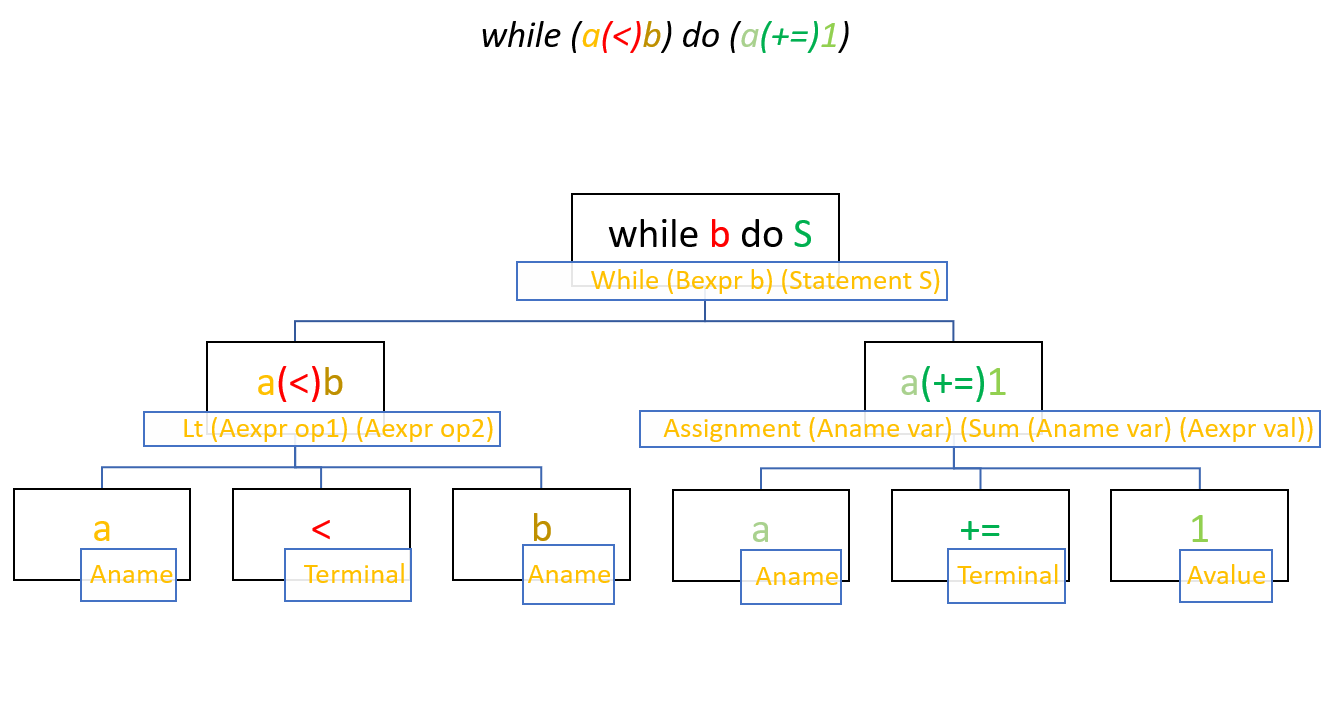 while (a(<)b) do (a(+=)1)
while b do S
While (Bexpr b) (Statement S)
a(<)b
a(+=)1
Lt (Aexpr op1) (Aexpr op2)
Assignment (Aname var) (Sum (Aname var) (Aexpr val))
a
<
b
a
+=
1
Aname
Terminal
Aname
Aname
Terminal
Avalue